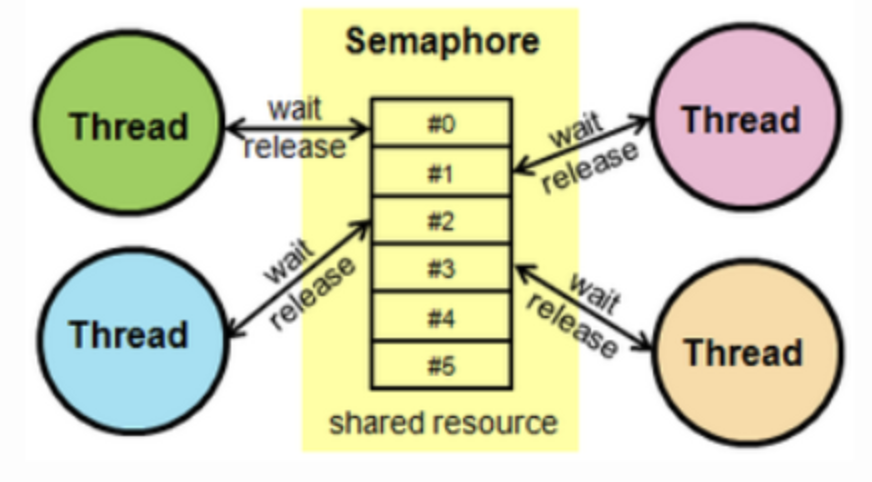 Semaphore
Thread
wait
release
#0
#1
#2
#3
#4
#5
wait
release
Thread
Thread
wait
release
wait
release
Thread
shared resource